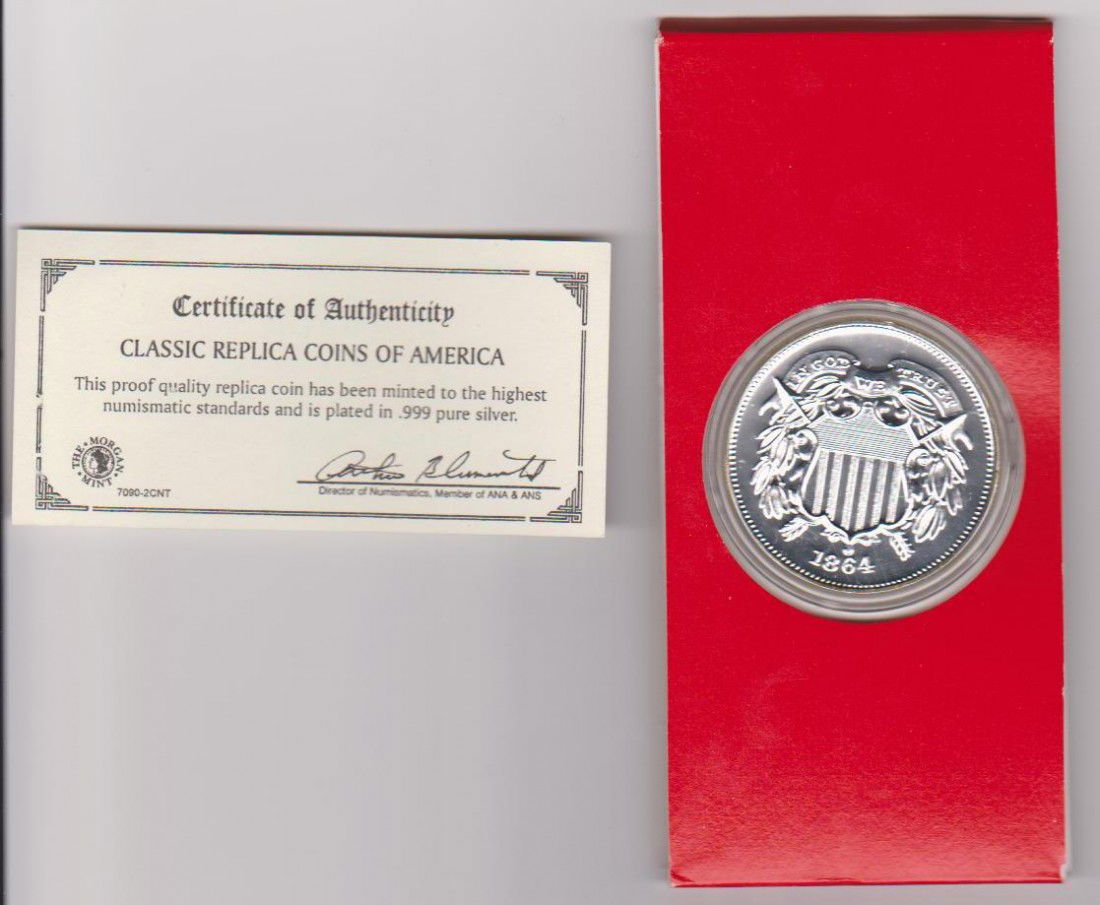 Certificate of Authenticity
CLASSIC REPLICA COINS OF AMERICA
This proof quality replica coin has been minted to the highest
numismatic standards and is plated in .999 pure silver.
THE MORGAN MINT
7090-2CNT
Director of Numismatics, Member of ANA & ANS
IN GOD WE TRUST
1864